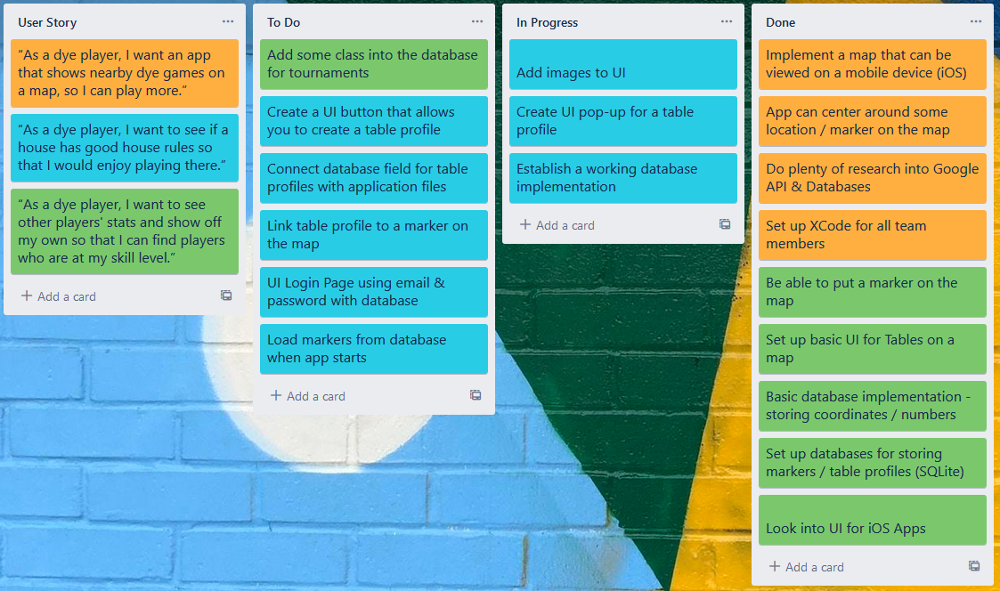 User Story
“As a dye player, I want an app
that shows nearby dye games on
a map, so I can play more.”
“As a dye player, I want to see if a
house has good house rules so
that I would enjoy playing there.”
“As a dye player, I want to see
other players' stats and show off
my own so that I can find players
who are at my skill level.”
+ Add a card
To Do
Add some class into the database
for tournaments
Create a UI button that allows
you to create a table profile
Connect database field for table
profiles with application files
Link table profile to a marker on
the map
UI Login Page using email &
password with database
Load markers from database
when app starts
+ Add a card
In Progress
Add images to UI
Create UI pop-up for a table
profile
Establish a working database
implementation
+ Add a card
Done
Implement a map that can be
viewed on a mobile device (iOS)
App can center around some
location / marker on the map
Do plenty of research into Google
API & Databases
Set up XCode for all team
members
Be able to put a marker on the
map
Set up basic UI for Tables on a
map
Basic database implementation -
storing coordinates / numbers
Set up databases for storing
markers / table profiles (SQLite)
Look into UI for iOS Apps
+ Add a card